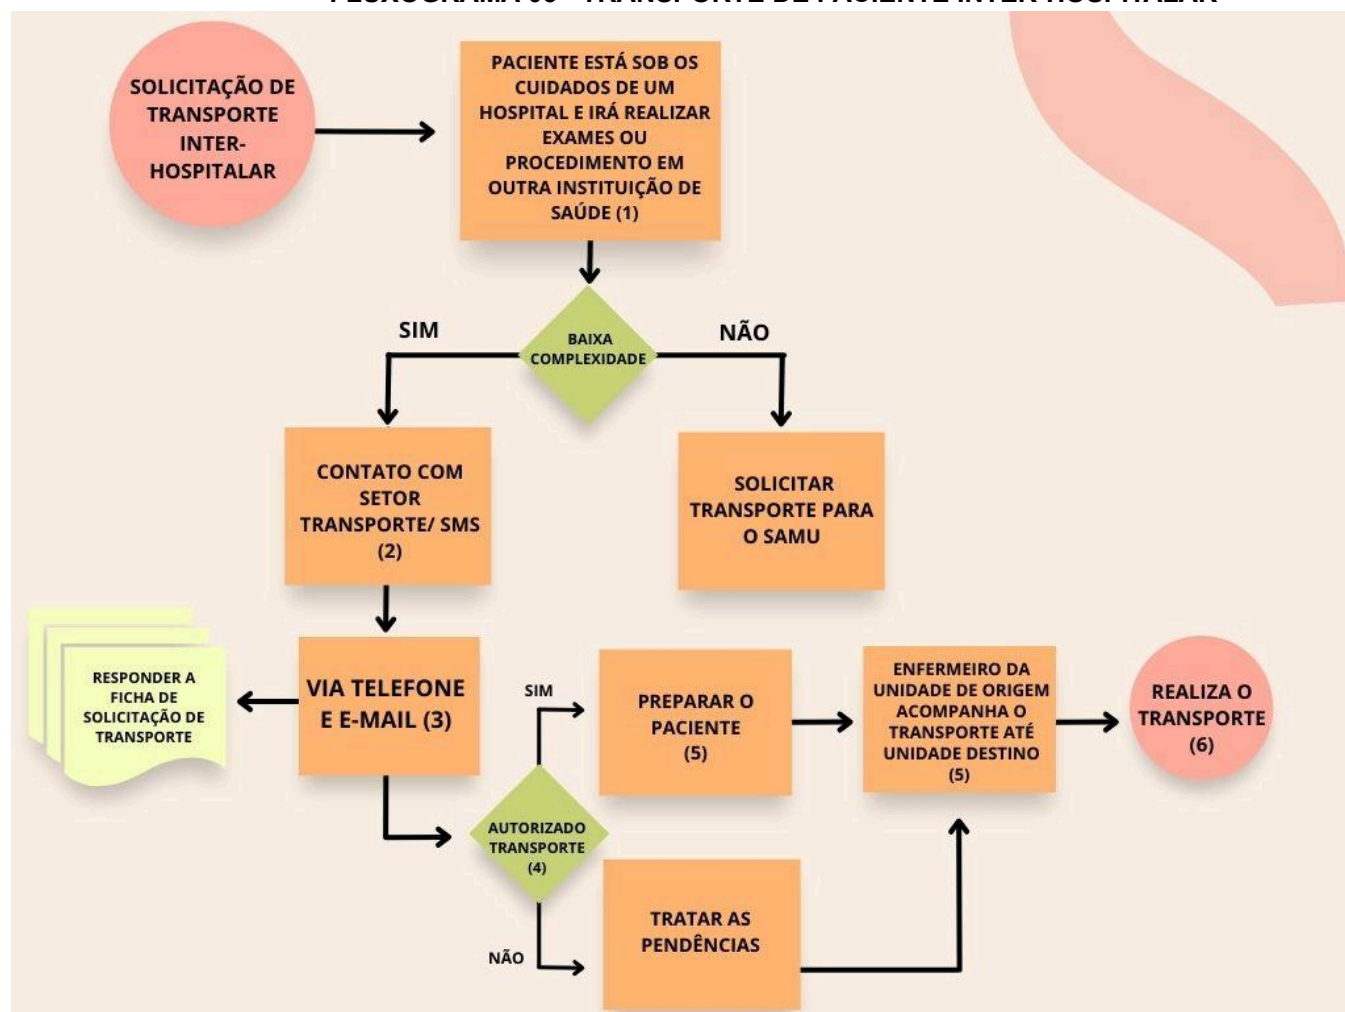 SOLICITAÇÃO DE
TRANSPORTE
INTER-
HOSPITALAR
PACIENTE ESTÁ SOB OS
CUIDADOS DE UM
HOSPITAL E IRÁ REALIZAR
EXAMES OU
PROCEDIMENTO EM
OUTRA INSTITUIÇÃO DE
SAÚDE (1)
BAIXA
COMPLEXIDADE
SIM
NÃO
CONTATO COM
SETOR
TRANSPORTE/ SMS
(2)
SOLICITAR
TRANSPORTE PARA
O SAMU
VIA TELEFONE
E E-MAIL (3)
RESPONDER A
FICHA DE
SOLICITAÇÃO DE
TRANSPORTE
AUTORIZADO
TRANSPORTE
(4)
SIM
PREPARAR O
PACIENTE
(5)
ENFERMEIRO DA
UNIDADE DE ORIGEM
ACOMPANHA O
TRANSPORTE ATÉ
UNIDADE DESTINO
(5)
REALIZA O
TRANSPORTE
(6)
NÃO
TRATAR AS
PENDÊNCIAS